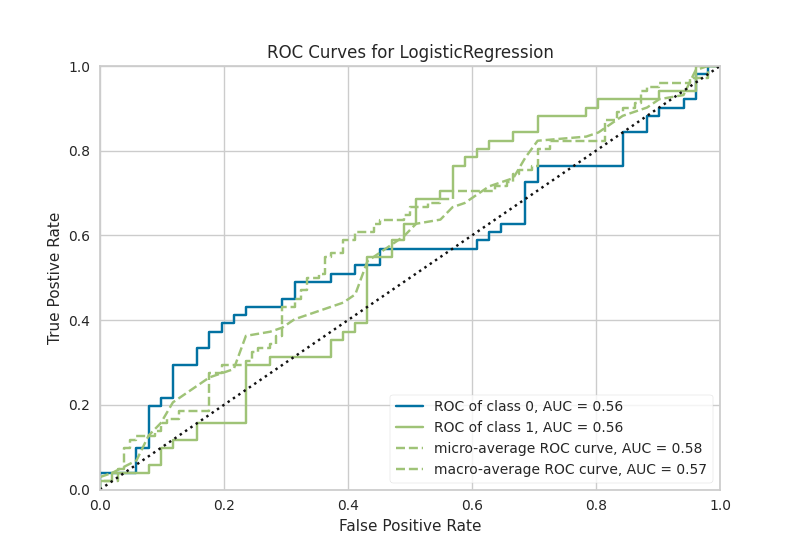 ROC Curves for LogisticRegression
1.0
0.8
0.6
0.4
0.2
0.0
True Postive Rate
ROC of class 0, AUC = 0.56
ROC of class 1, AUC = 0.56
micro-average ROC curve, AUC = 0.58
macro-average ROC curve, AUC = 0.57
0.0 0.2 0.4 0.6 0.8 1.0
False Positive Rate